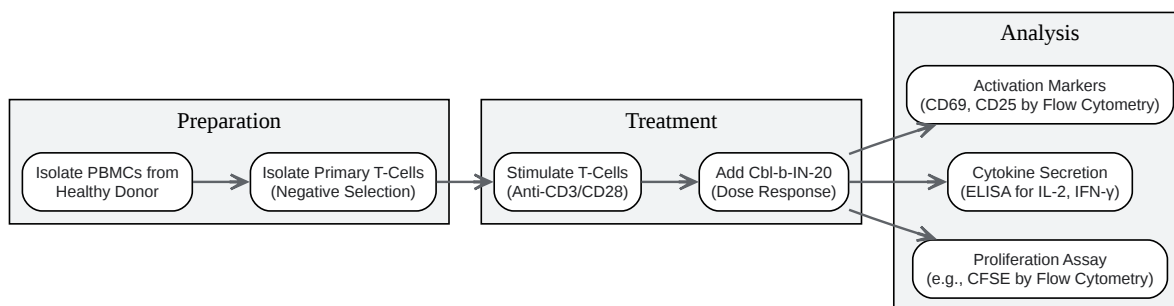 Preparation
Isolate PBMCs from
Healthy Donor
Isolate Primary T-Cells
(Negative Selection)
Treatment
Stimulate T-Cells
(Anti-CD3/CD28)
Add Cbl-b-IN-20
(Dose Response)
Analysis
Activation Markers
(CD69, CD25 by Flow Cytometry)
Cytokine Secretion
(ELISA for IL-2, IFN-γ)
Proliferation Assay
(e.g., CFSE by Flow Cytometry)